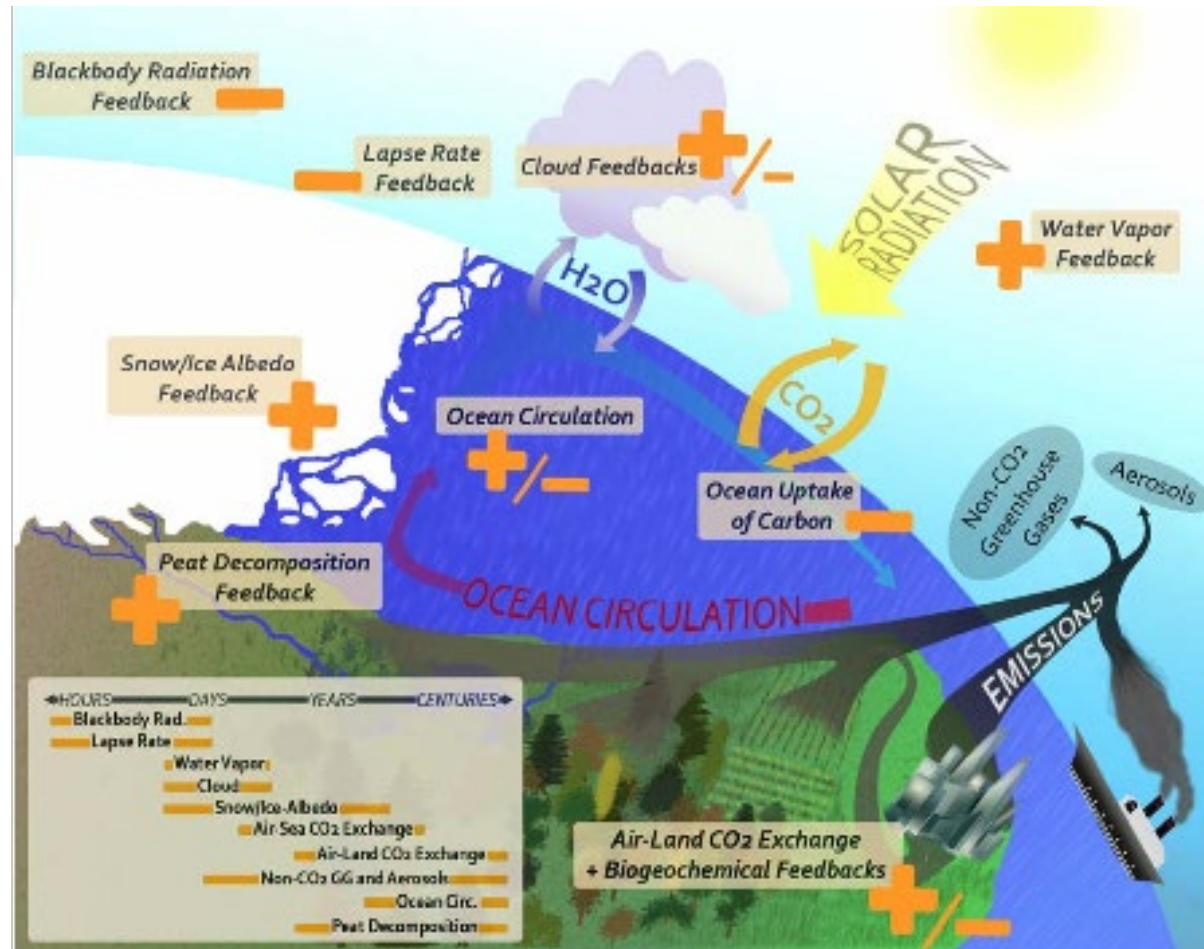 Blackbody Radiation
Feedback
Lapse Rate
Feedback
Cloud Feedbacks
+/-
SOLAR
RADIATION
Water Vapor
Feedback
H2O
Snow/Ice Albedo
Feedback
Ocean Circulation
+/-
CO2
Ocean Uptake
of Carbon
Non-CO2
Greenhouse
Gases
Aerosols
Peat Decomposition
Feedback
OCEAN CIRCULATION
EMISSIONS
HOURS DAYS YEARS CENTURIES
Blackbody Rad.
Lapse Rate
Water Vapor
Cloud
Snow/Ice-Albedo
Air-Sea CO2 Exchange
Air-Land CO2 Exchange
Non-CO2 GG and Aerosols
Ocean Circ.
Peat Decomposition
Air-Land CO2 Exchange
+ Biogeochemical Feedbacks
+/-